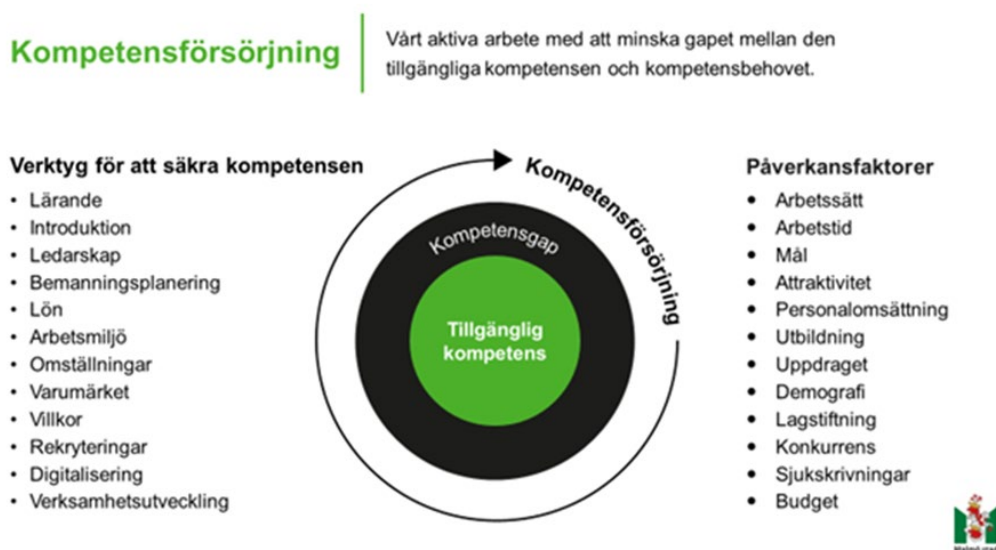 Kompetensförsörjning
Vårt aktiva arbete med att minska gapet mellan den
tillgängliga kompetensen och kompetensbehovet.
Verktyg för att säkra kompetensen
• Lärande
• Introduktion
• Ledarskap
• Bemanningsplanering
• Lön
• Arbetsmiljö
• Omställningar
• Varumärket
• Villkor
• Rekryteringar
• Digitalisering
• Verksamhetsutveckling
Kompetensförsörjning
Kompetensgap
Tillgänglig
kompetens
Påverkansfaktorer
• Arbetssätt
• Arbetstid
• Mål
• Attraktivitet
• Personalomsättning
• Utbildning
• Uppdraget
• Demografi
• Lagstiftning
• Konkurrens
• Sjukskrivningar
• Budget